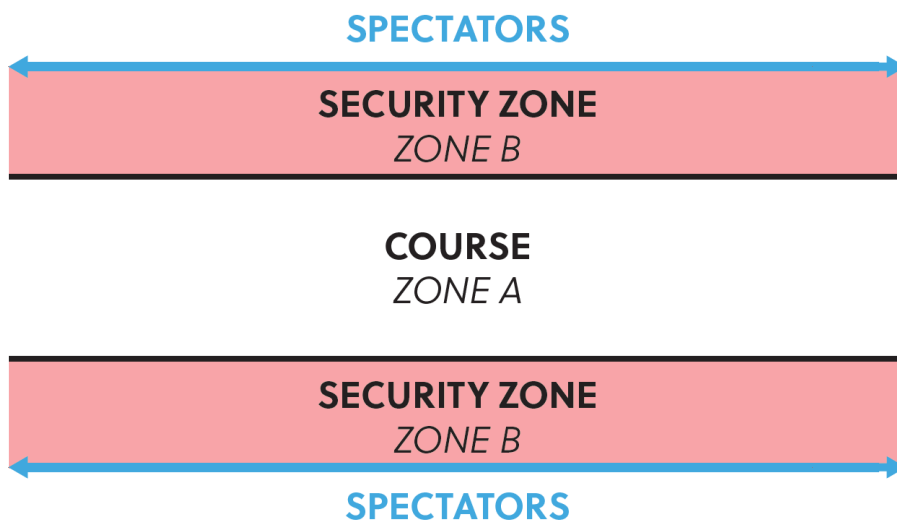 SPECTATORS
SECURITY ZONE
ZONE B
COURSE
ZONE A
SECURITY ZONE
ZONE B
SPECTATORS